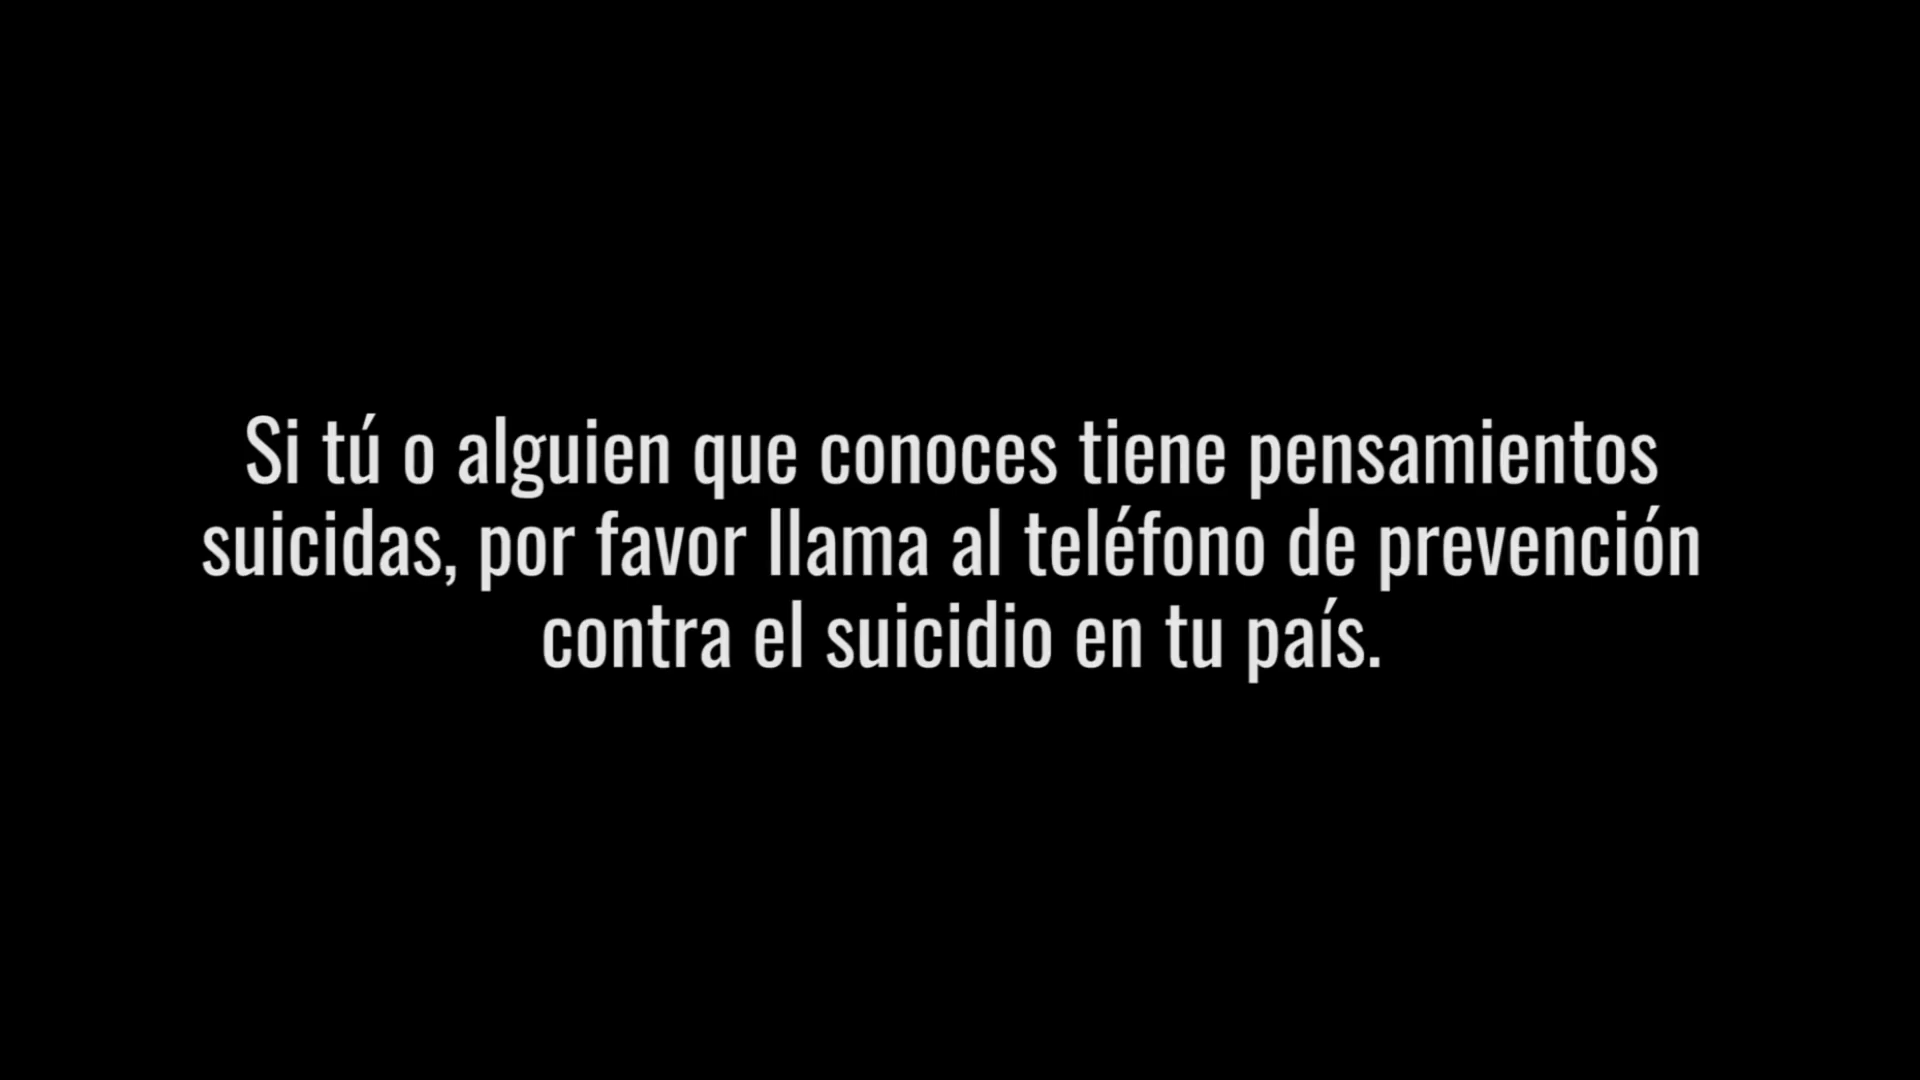 Si tú o alguien que conoces tiene pensamientos
suicidas, por favor llama al teléfono de prevención
contra el suicidio en tu país.